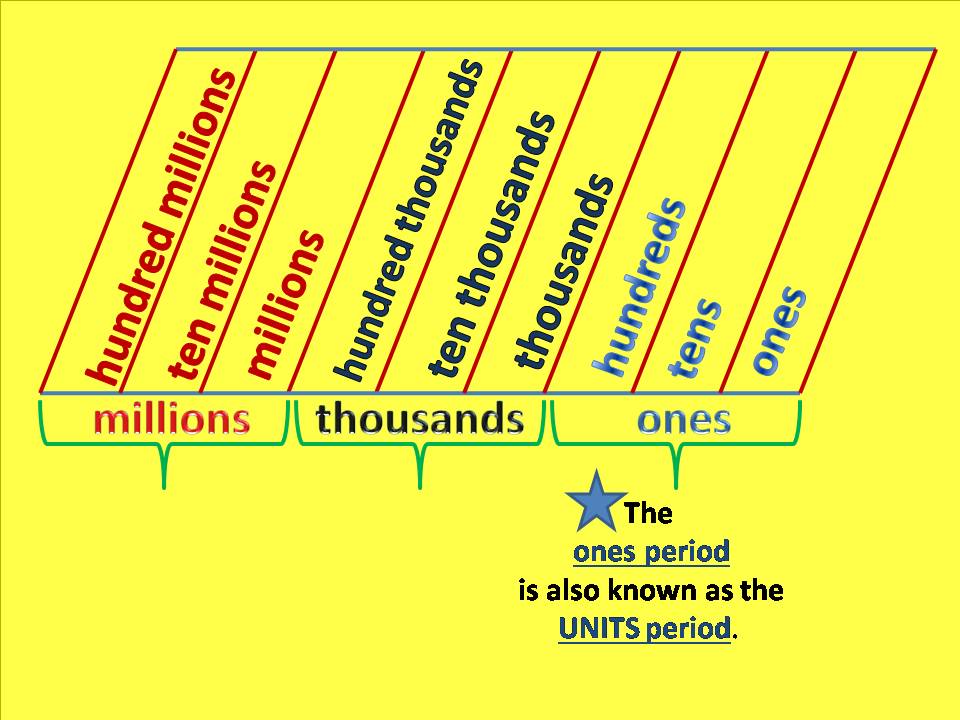 hundred millions
ten millions
millions
hundred thousands
ten thousands
thousands
hundreds
tens
ones
millions
thousands
ones
The
ones period
is also known as the
UNITS period.